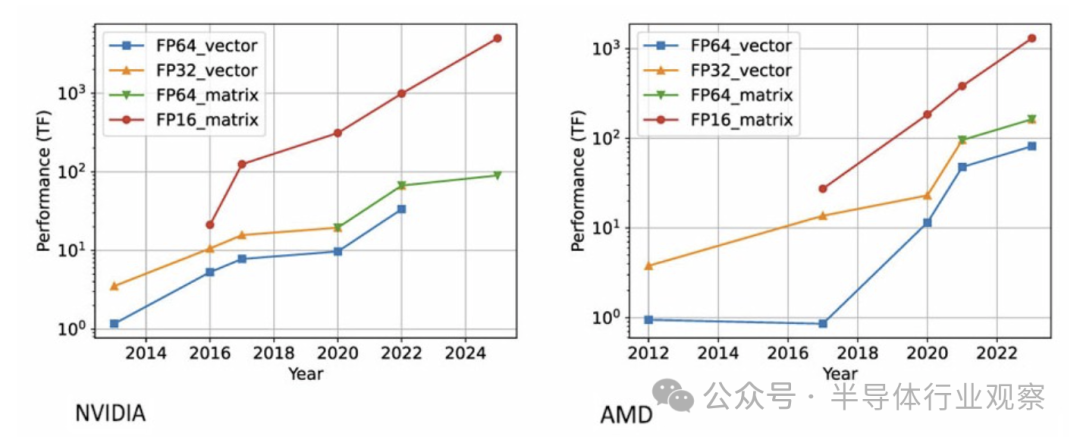 FP64_vector
FP32_vector
FP64_matrix
FP16_matrix
10³
10²
10¹
10⁰
Performance (TF)
2014 2016 2018 2020 2022 2024
Year
NVIDIA
FP64_vector
FP32_vector
FP64_matrix
FP16_matrix
10³
10²
10¹
10⁰
Performance (TF)
2012 2014 2016 2018 2020 2022
Year
AMD
公众号 · 半导体行业观察